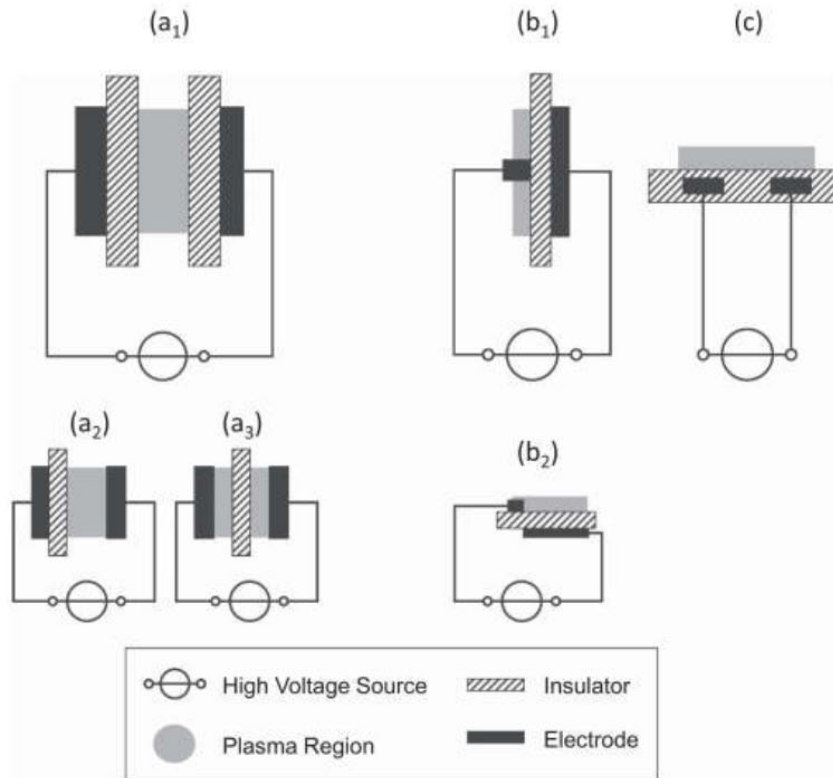 (a₁) (b₁) (c)
(a₂) (a₃) (b₂)
High Voltage Source Insulator
Plasma Region Electrode